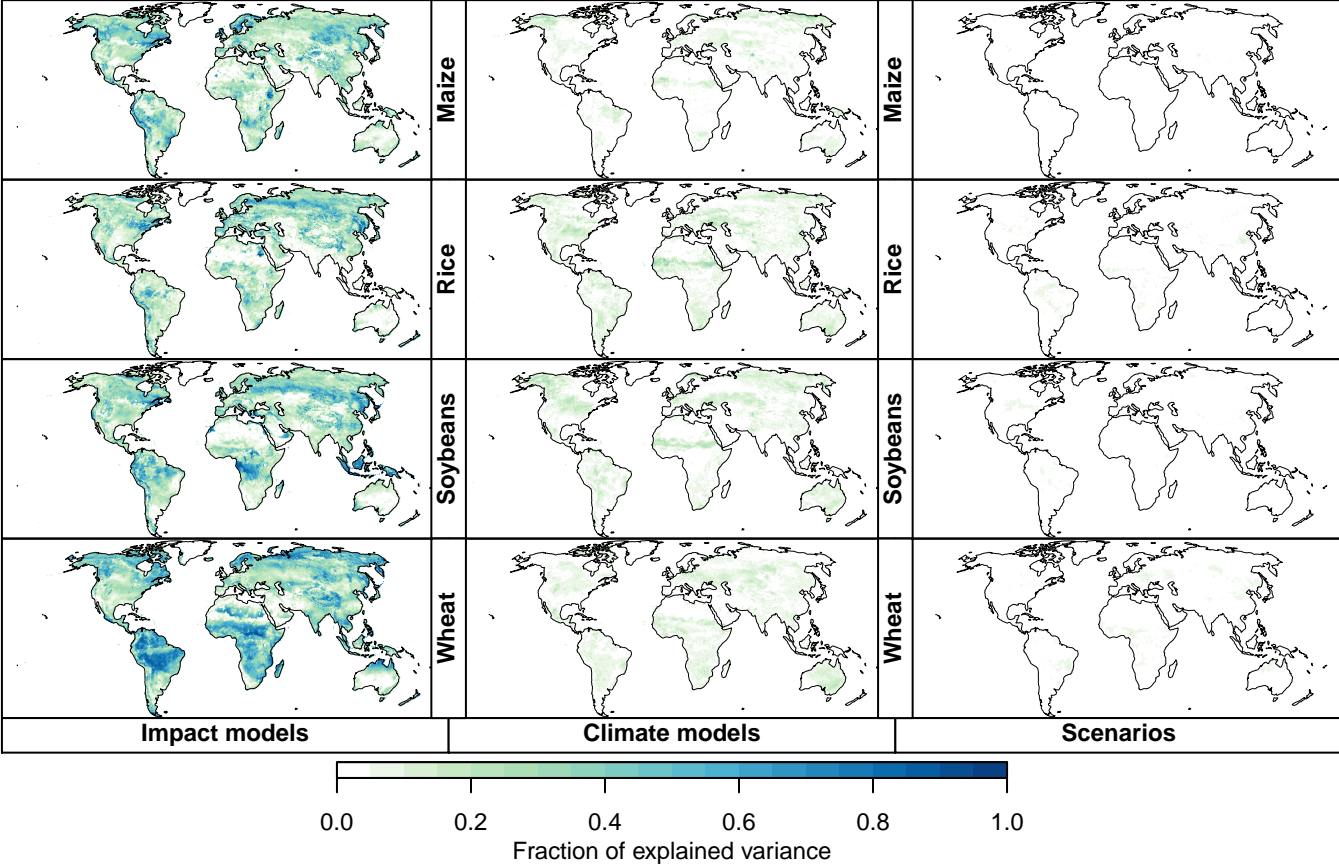 Maize
Maize
Rice
Rice
Soybeans
Soybeans
Wheat
Wheat
Impact models
Climate models
Scenarios
0.0 0.2 0.4 0.6 0.8 1.0
Fraction of explained variance